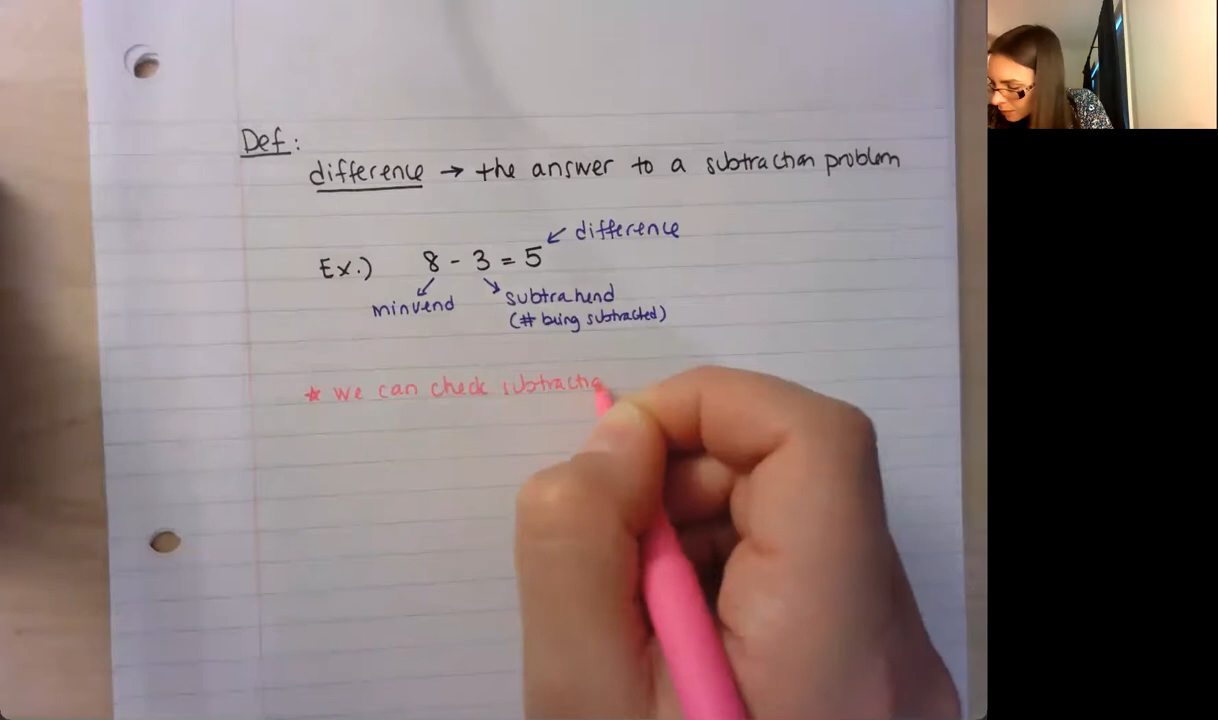 Def:
difference → the answer to a subtraction problem
↙ difference
Ex.) 8 - 3 = 5
minuend
subtrahend
(# being subtracted)
* we can check subtractio